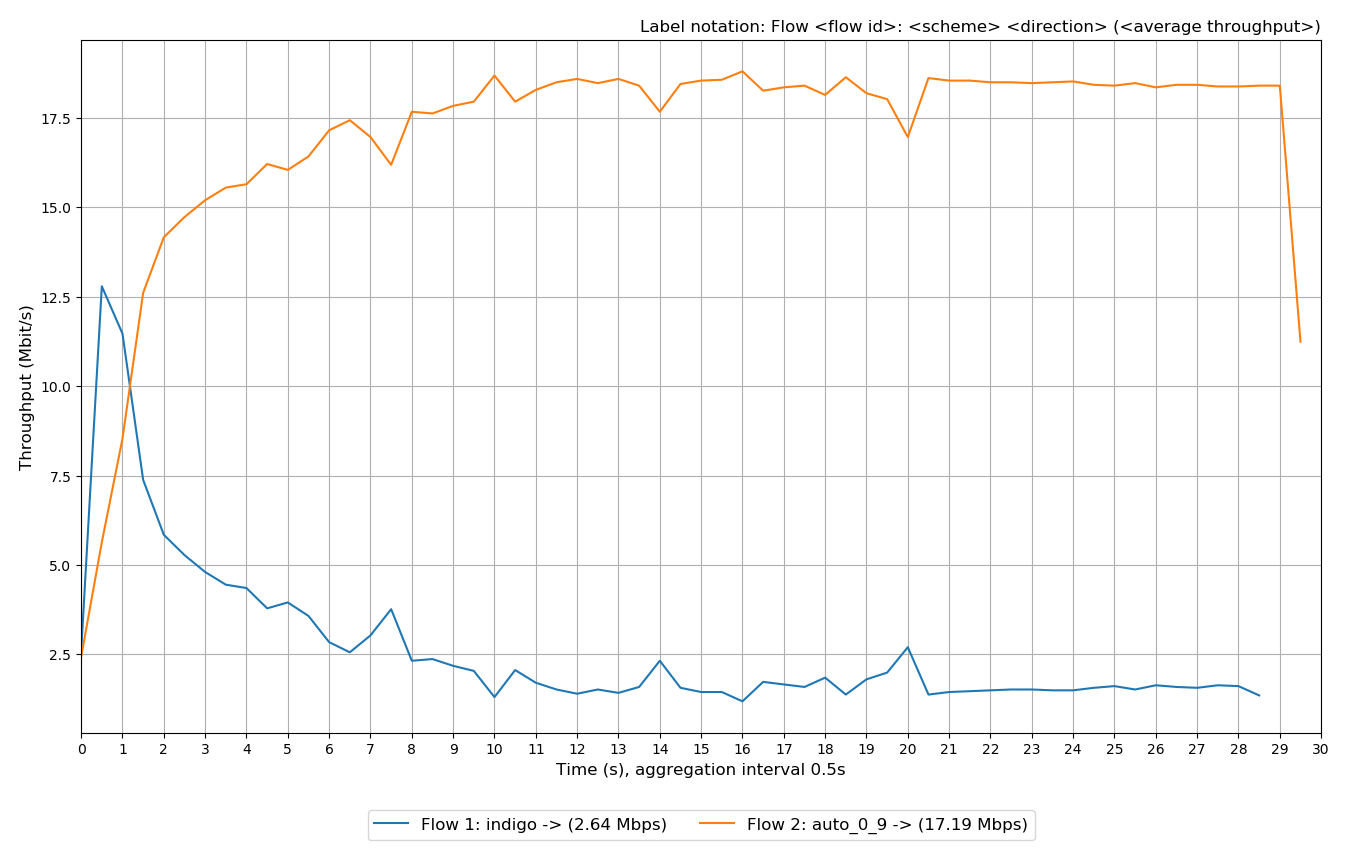 Label notation: Flow <flow id>: <scheme> <direction> (<average throughput>)
Throughput (Mbit/s)
17.5
15.0
12.5
10.0
7.5
5.0
2.5
0 1 2 3 4 5 6 7 8 9 10 11 12 13 14 15 16 17 18 19 20 21 22 23 24 25 26 27 28 29 30
Time (s), aggregation interval 0.5s
Flow 1: indigo -> (2.64 Mbps) Flow 2: auto_0_9 -> (17.19 Mbps)